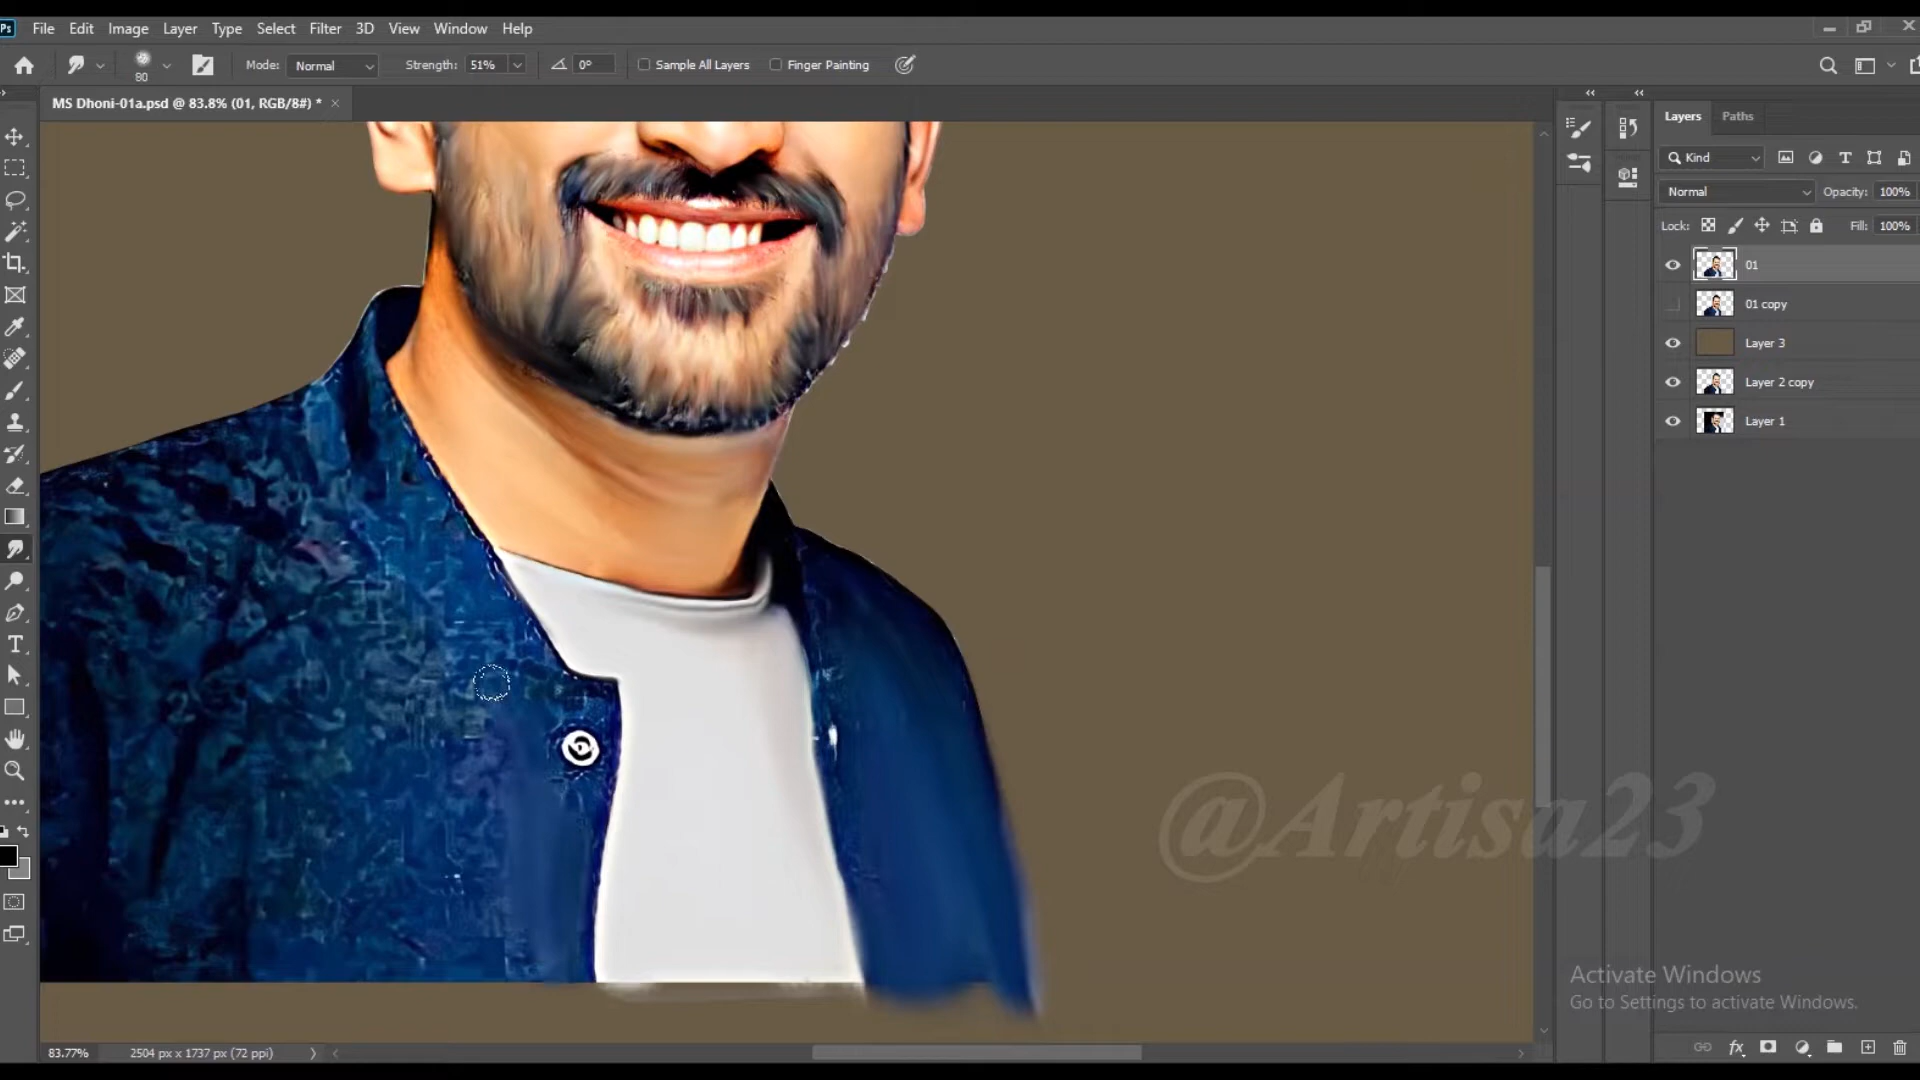 Ps File Edit Image Layer Type Select Filter 3D View Window Help
80 Mode: Normal Strength: 51% 0° Sample All Layers Finger Painting
MS Dhoni-01a.psd @ 83.8% (01, RGB/8#) * ×
Layers Paths
Kind
Normal Opacity: 100%
Lock: Fill: 100%
01
01 copy
Layer 3
Layer 2 copy
Layer 1
@Artisa23
Activate Windows
Go to Settings to activate Windows.
83.77% 2504 px x 1737 px (72 ppi)